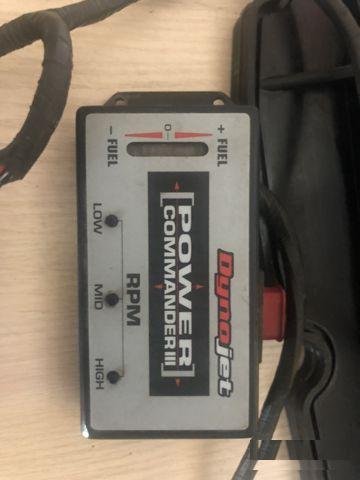 Dynojet
[POWER]
COMMANDER III
- FUEL
0
+ FUEL
RPM
LOW
MID
HIGH